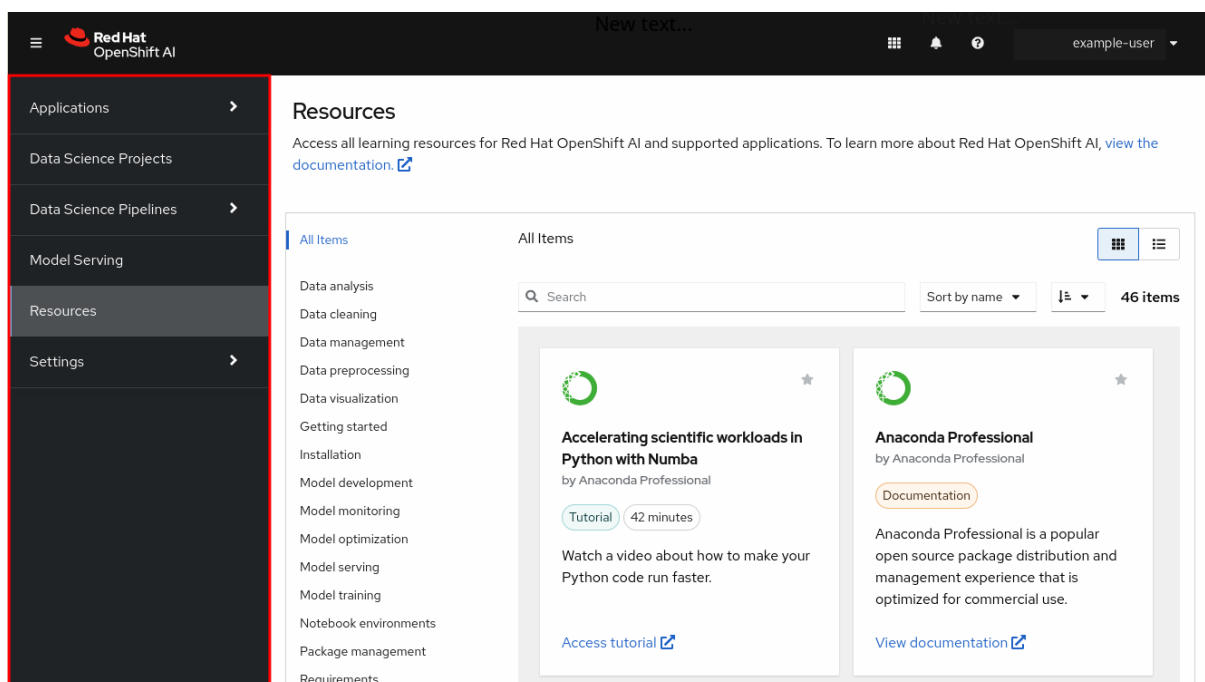 New text...
New text...
Red Hat
OpenShift AI
example-user
Applications
Data Science Projects
Data Science Pipelines
Model Serving
Resources
Settings
Resources
Access all learning resources for Red Hat OpenShift AI and supported applications. To learn more about Red Hat OpenShift AI, view the
documentation.
All Items
Data analysis
Data cleaning
Data management
Data preprocessing
Data visualization
Getting started
Installation
Model development
Model monitoring
Model optimization
Model serving
Model training
Notebook environments
Package management
Requirements
All Items
Search
Sort by name
46 items
Accelerating scientific workloads in
Python with Numba
by Anaconda Professional
Tutorial
42 minutes
Watch a video about how to make your
Python code run faster.
Access tutorial
Anaconda Professional
by Anaconda Professional
Documentation
Anaconda Professional is a popular
open source package distribution and
management experience that is
optimized for commercial use.
View documentation